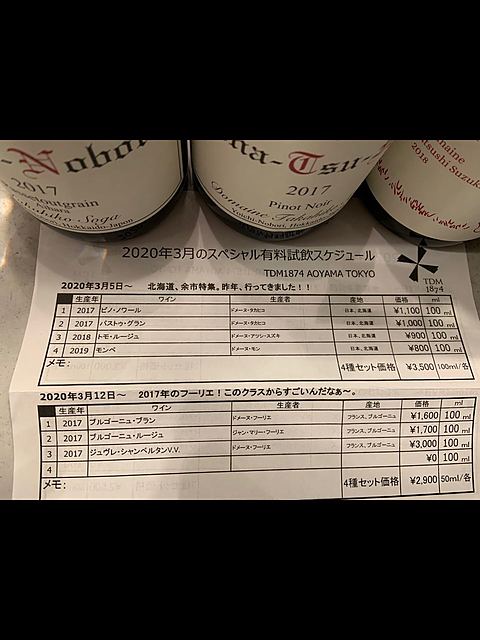 -Nobo
2017
Passetoutgrain
Aobara
Takahiko Soga
Hokkaido-Japan
na-Tsu-
2017
Pinot Noir
Domaine Takahiko
Yoichi-Nobori, Hokkaido
Domaine
Atsushi Suzuki
2018
2020年3月のスペシャル有料試飲スケジュール
TDM1874 AOYAMA TOKYO
TDM
1874
2020年3月5日～ 北海道、余市特集。昨年、行ってきました！！
生産年 ワイン 生産者 産地 価格 ml
1 2017 ピノ・ノワール ドメーヌ・タカヒコ 日本、北海道 ¥1,100 100 ml
2 2017 パストゥ・グラン ドメーヌ・タカヒコ 日本、北海道 ¥1,000 100 ml
3 2018 トモ・ルージュ ドメーヌ・アツシ・スズキ 日本、北海道 ¥900 100 ml
4 2019 モンペ ドメーヌ・モン 日本、北海道 ¥800 100 ml
メモ： 4種セット価格 ¥3,500 100ml/各
2020年3月12日～ 2017年のフーリエ！このクラスからすごいんだなぁ～。
生産年 ワイン 生産者 産地 価格 ml
1 2017 ブルゴーニュ・ブラン ドメーヌ・フーリエ フランス、ブルゴーニュ ¥1,600 100 ml
2 2017 ブルゴーニュ・ルージュ ジャン・マリー・フーリエ フランス、ブルゴーニュ ¥1,700 100 ml
3 2017 ジュヴレ・シャンベルタンV.V. ドメーヌ・フーリエ フランス、ブルゴーニュ ¥3,000 100 ml
4 ¥0 100 ml
メモ： 4種セット価格 ¥2,900 50ml/各